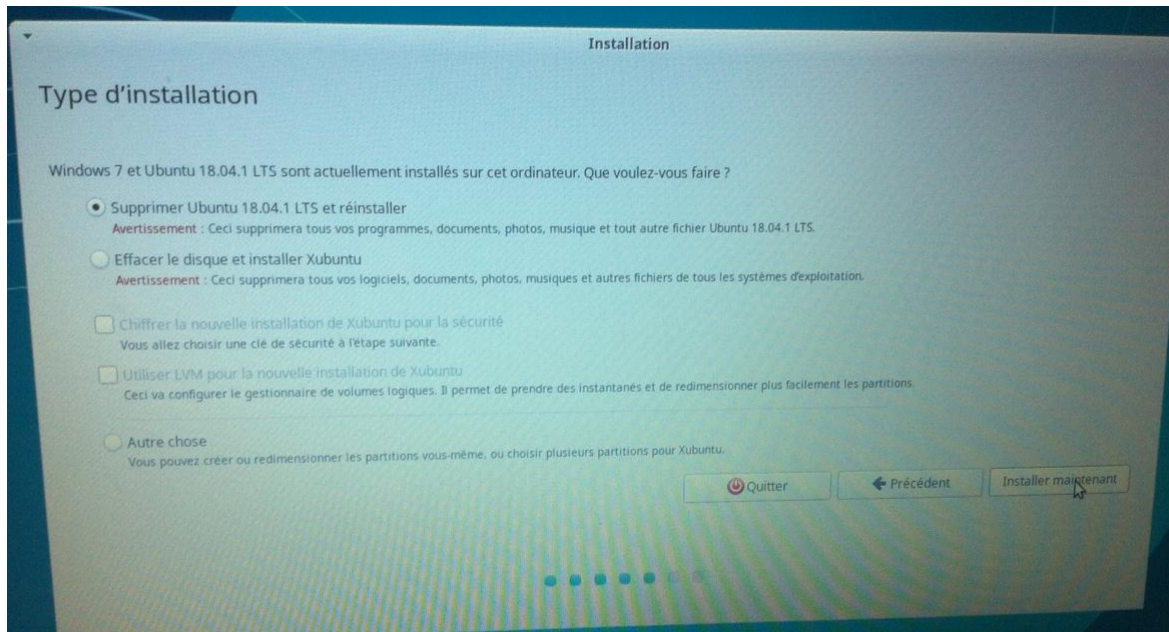 Installation
Type d'installation
Windows 7 et Ubuntu 18.04.1 LTS sont actuellement installés sur cet ordinateur. Que voulez-vous faire ?
Supprimer Ubuntu 18.04.1 LTS et réinstaller
Avertissement : Ceci supprimera tous vos programmes, documents, photos, musique et tout autre fichier Ubuntu 18.04.1 LTS.
Effacer le disque et installer Xubuntu
Avertissement : Ceci supprimera tous vos logiciels, documents, photos, musiques et autres fichiers de tous les systèmes d'exploitation.
Chiffrer la nouvelle installation de Xubuntu pour la sécurité
Vous allez choisir une clé de sécurité à l'étape suivante.
Utiliser LVM pour la nouvelle installation de Xubuntu
Ceci va configurer le gestionnaire de volumes logiques. Il permet de prendre des instantanés et de redimensionner plus facilement les partitions.
Autre chose
Vous pouvez créer ou redimensionner les partitions vous-même, ou choisir plusieurs partitions pour Xubuntu.
Quitter
Précédent
Installer maintenant